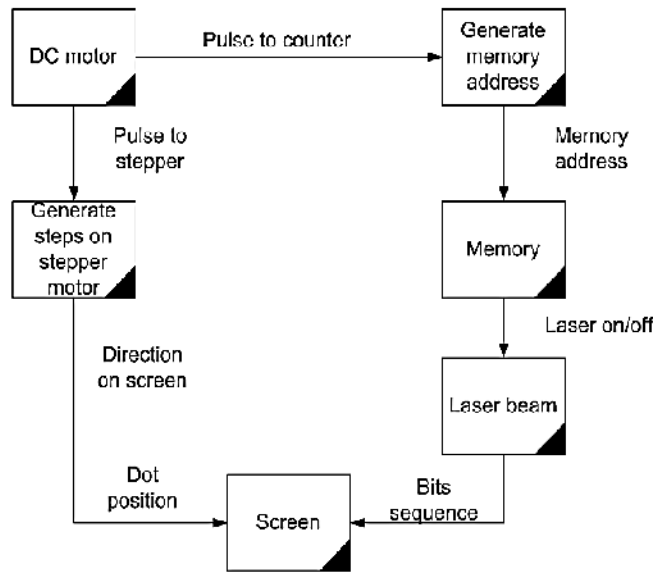 DC motor
Pulse to counter
Generate
memory
address
Pulse to
stepper
Memory
address
Generate
steps on
stepper
motor
Memory
Laser on/off
Direction
on screen
Laser beam
Dot
position
Screen
Bits
sequence